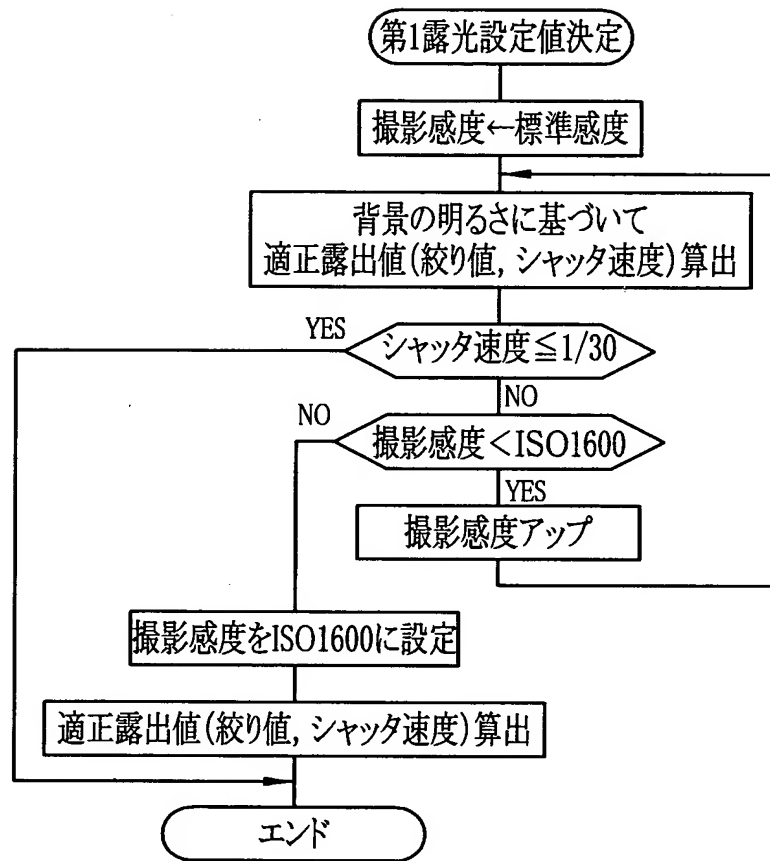 第1露光設定値決定
撮影感度←標準感度
背景の明るさに基づいて
適正露出値(絞り値, シャッタ速度)算出
YES
シャッタ速度≦1/30
NO
NO
撮影感度<ISO1600
YES
撮影感度アップ
撮影感度をISO1600に設定
適正露出値(絞り値, シャッタ速度)算出
エンド